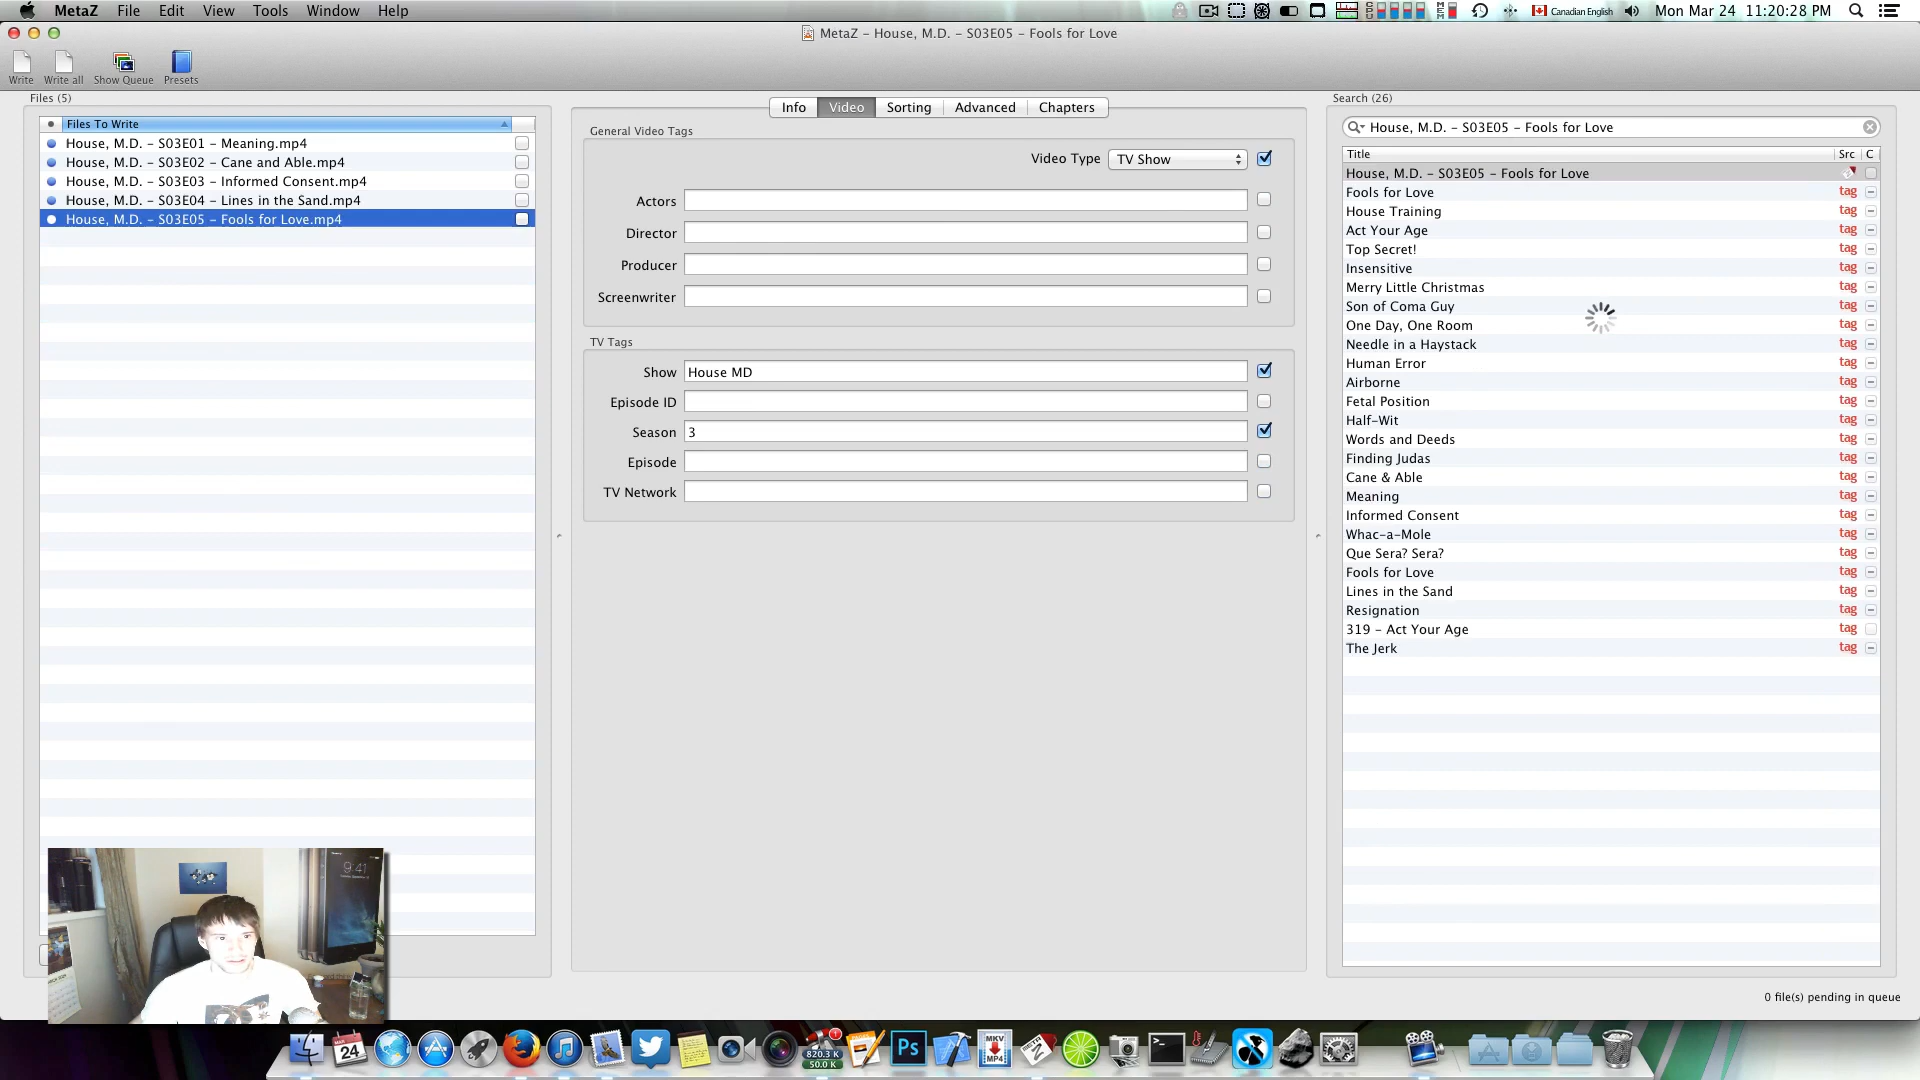 MetaZ File Edit View Tools Window Help
Canadian English Mon Mar 24 11:20:28 PM
MetaZ – House, M.D. – S03E05 – Fools for Love
Write Write all Show Queue Presets
Files (5)
Files To Write
House, M.D. – S03E01 – Meaning.mp4
House, M.D. – S03E02 – Cane and Able.mp4
House, M.D. – S03E03 – Informed Consent.mp4
House, M.D. – S03E04 – Lines in the Sand.mp4
House, M.D. – S03E05 – Fools for Love.mp4
Info Video Sorting Advanced Chapters
General Video Tags
Video Type TV Show
Actors
Director
Producer
Screenwriter
TV Tags
Show House MD
Episode ID
Season 3
Episode
TV Network
Search (26)
House, M.D. – S03E05 – Fools for Love
Title Src C
House, M.D. – S03E05 – Fools for Love
Fools for Love tag
House Training tag
Act Your Age tag
Top Secret! tag
Insensitive tag
Merry Little Christmas tag
Son of Coma Guy tag
One Day, One Room tag
Needle in a Haystack tag
Human Error tag
Airborne tag
Fetal Position tag
Half-Wit tag
Words and Deeds tag
Finding Judas tag
Cane & Able tag
Meaning tag
Informed Consent tag
Whac-a-Mole tag
Que Sera? Sera? tag
Fools for Love tag
Lines in the Sand tag
Resignation tag
319 – Act Your Age tag
The Jerk tag
0 file(s) pending in queue
9:41
24
820.3 K
50.0 K
Ps
MKV
MP4